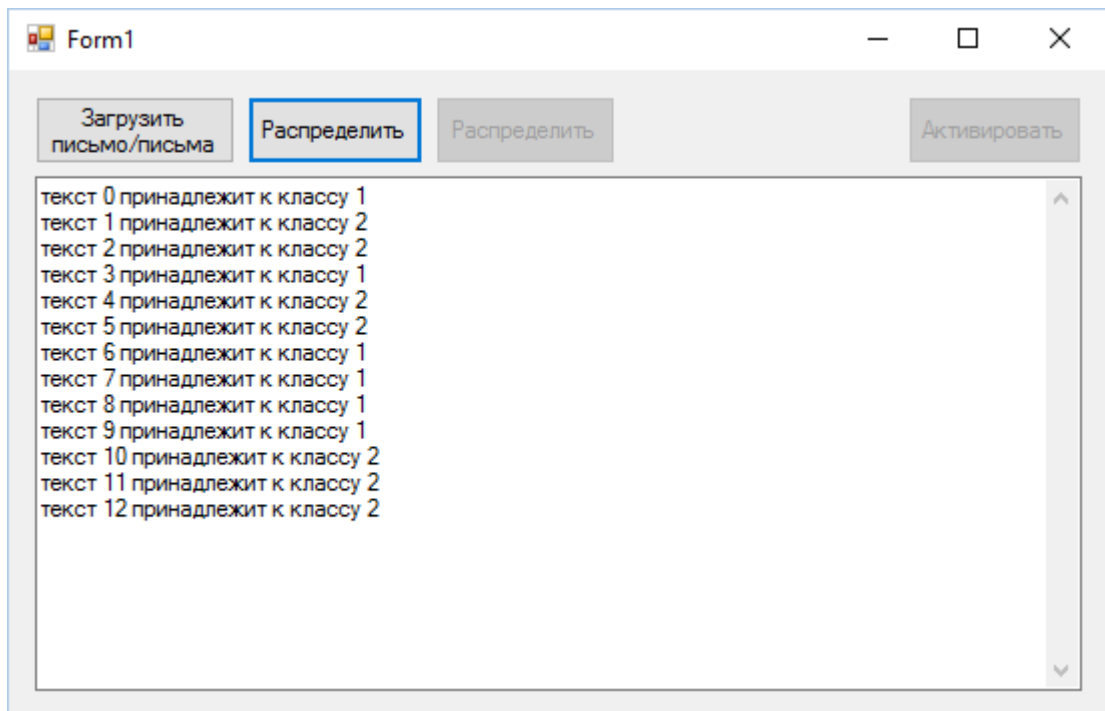 Form1
Загрузить
письмо/письма
Распределить
Распределить
Активировать
текст 0 принадлежит к классу 1
текст 1 принадлежит к классу 2
текст 2 принадлежит к классу 2
текст 3 принадлежит к классу 1
текст 4 принадлежит к классу 2
текст 5 принадлежит к классу 2
текст 6 принадлежит к классу 1
текст 7 принадлежит к классу 1
текст 8 принадлежит к классу 1
текст 9 принадлежит к классу 1
текст 10 принадлежит к классу 2
текст 11 принадлежит к классу 2
текст 12 принадлежит к классу 2